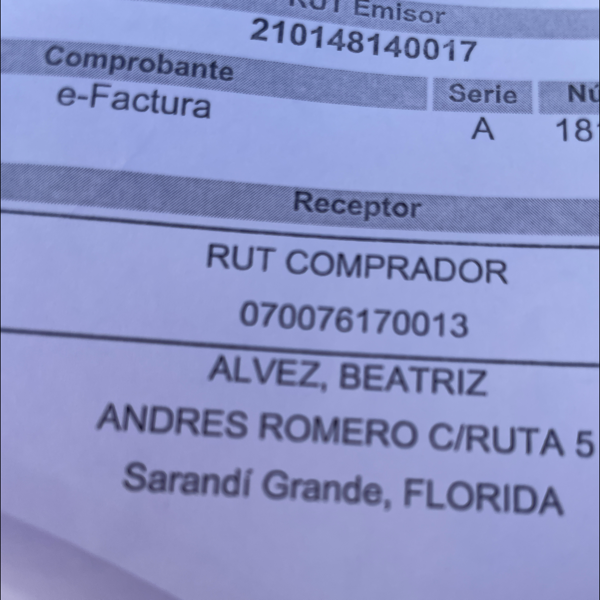 RUT Emisor
210148140017
Comprobante Serie
e-Factura A
Receptor
RUT COMPRADOR
070076170013
ALVEZ, BEATRIZ
ANDRES ROMERO C/RUTA 5
Sarandí Grande, FLORIDA